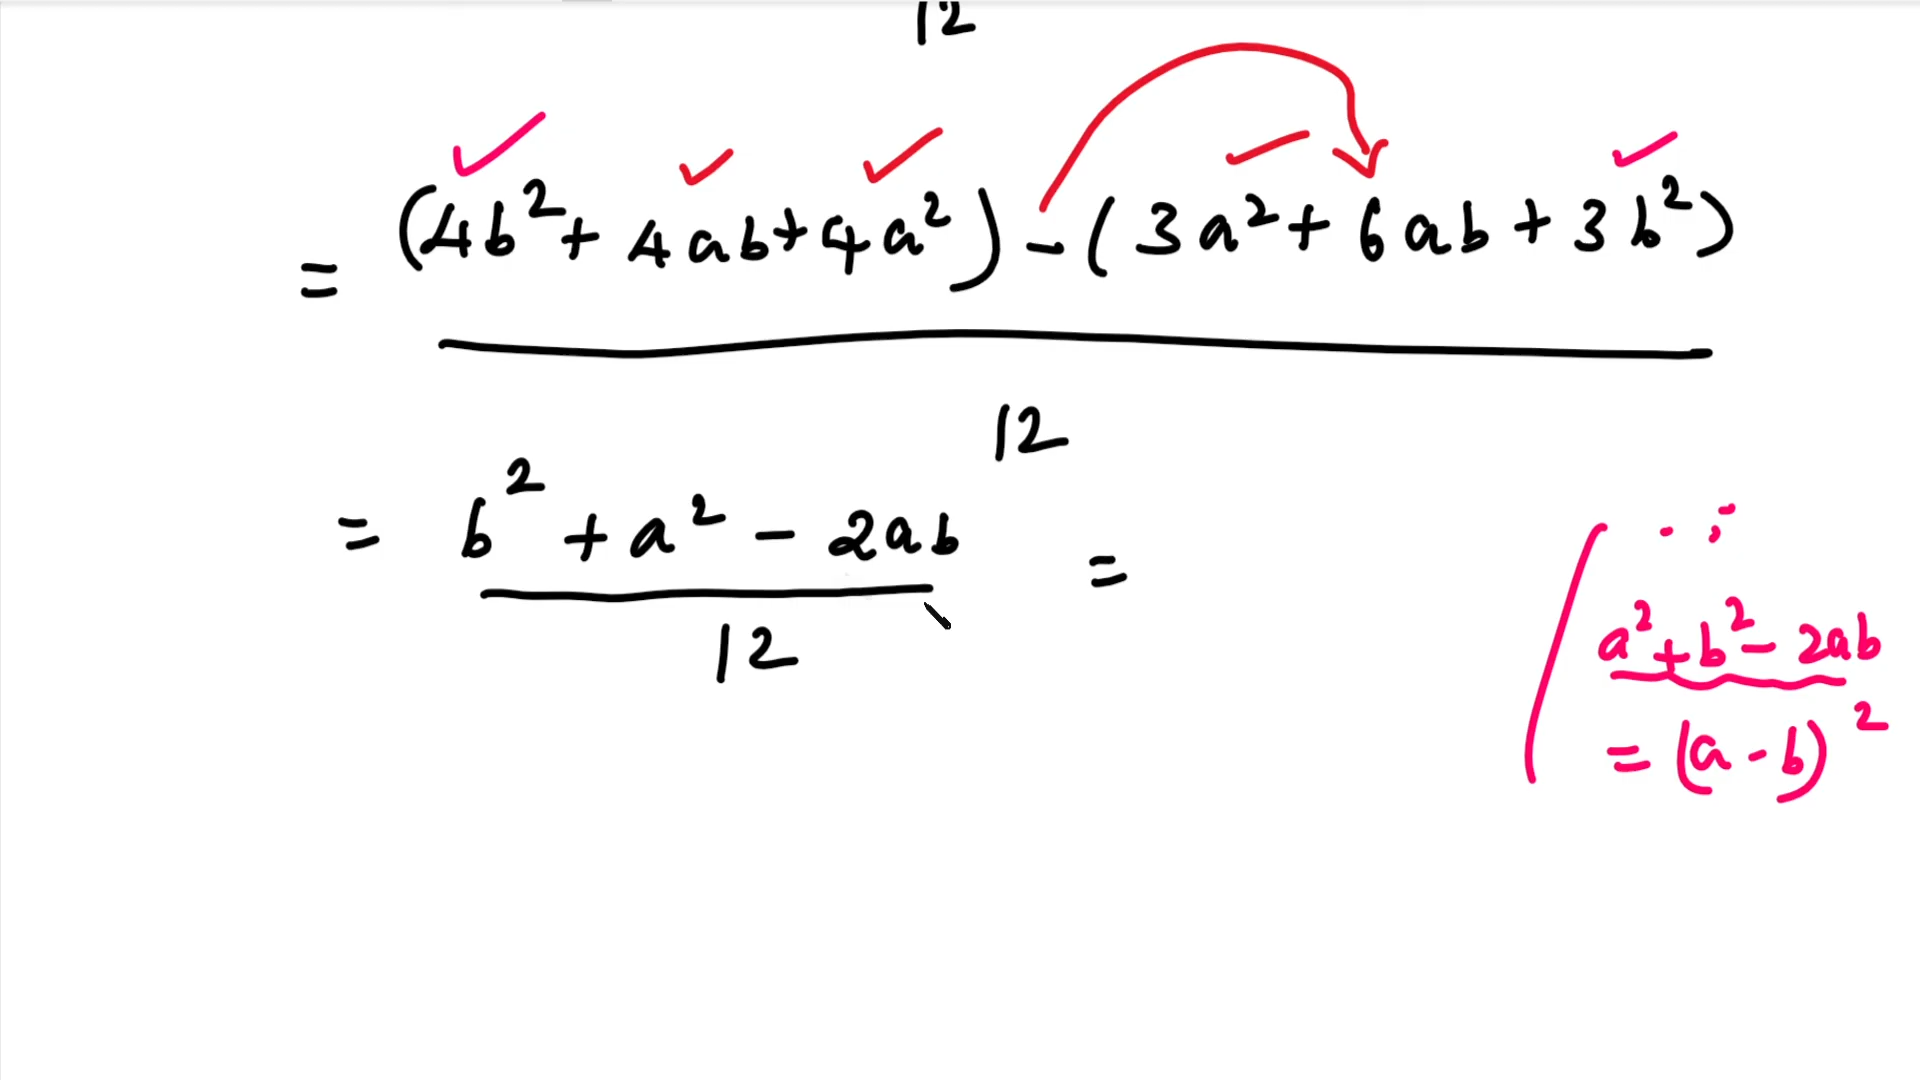 12
= (4b² + 4ab + 4a²) - (3a² + 6ab + 3b²)
12
= b² + a² - 2ab =
12
∵
a² + b² - 2ab
= (a - b)²